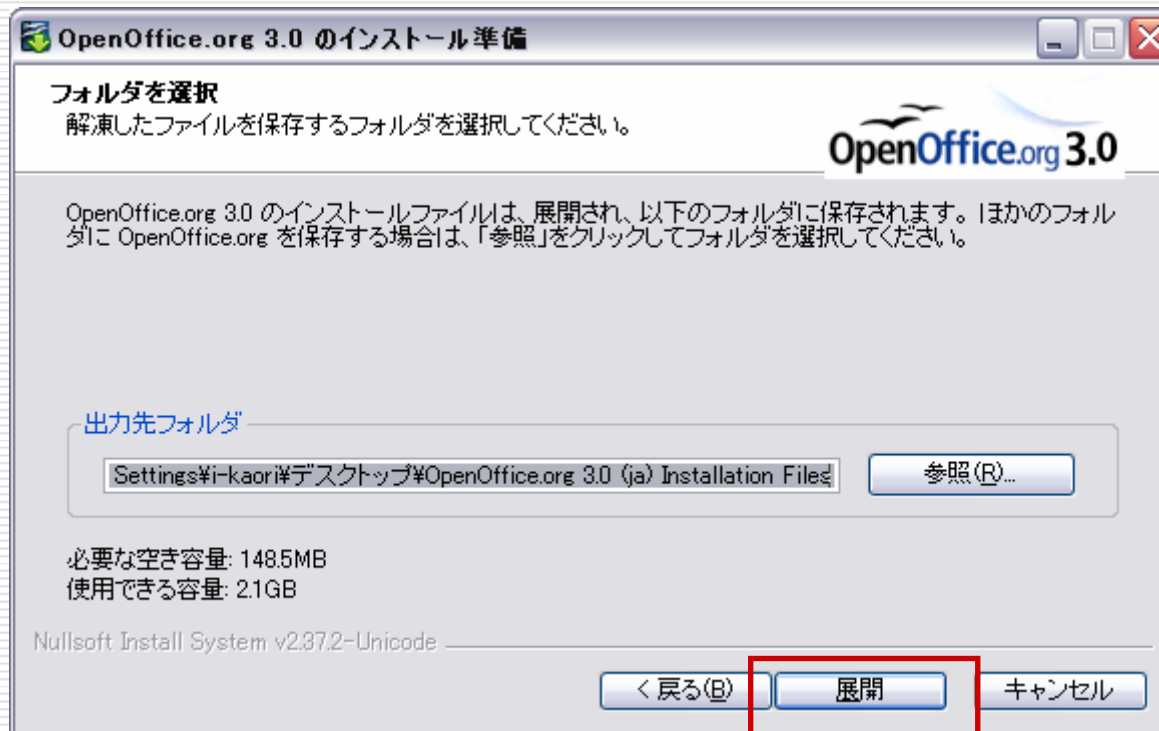 OpenOffice.org 3.0 のインストール準備
フォルダを選択
解凍したファイルを保存するフォルダを選択してください。
OpenOffice.org 3.0
OpenOffice.org 3.0 のインストールファイルは、展開され、以下のフォルダに保存されます。ほかのフォル
ダに OpenOffice.org を保存する場合は、「参照」をクリックしてフォルダを選択してください。
出力先フォルダ
Settings¥i-kaori¥デスクトップ¥OpenOffice.org 3.0 (ja) Installation Files
参照(R)...
必要な空き容量: 148.5MB
使用できる容量: 2.1GB
Nullsoft Install System v2.37.2-Unicode
< 戻る(B)
展開
キャンセル